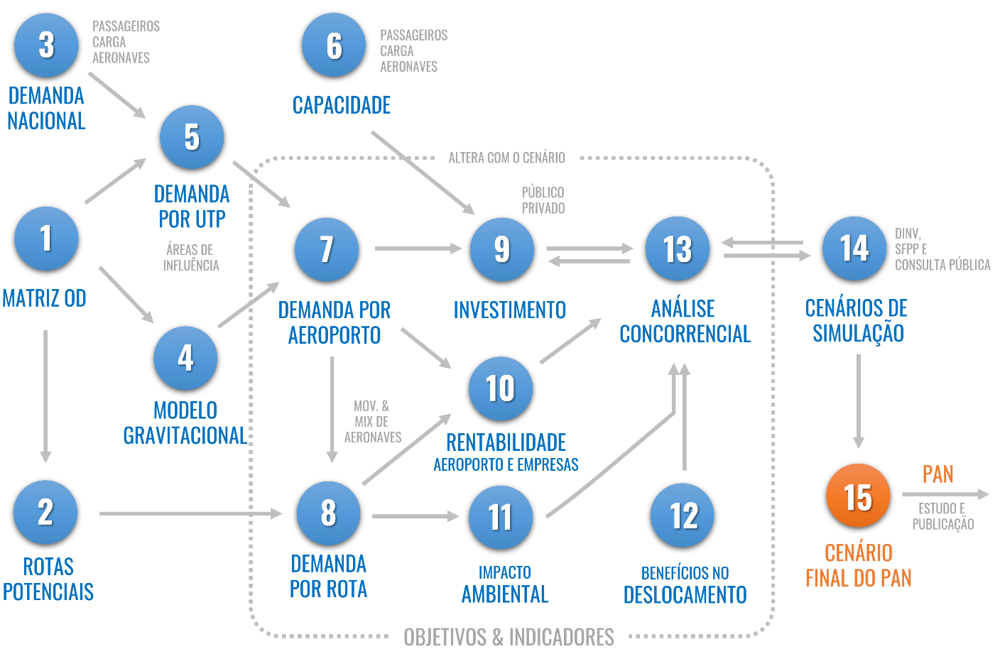 3
PASSAGEIROS
CARGA
AERONAVES
DEMANDA
NACIONAL
6
PASSAGEIROS
CARGA
AERONAVES
CAPACIDADE
5
DEMANDA
POR UTP
ÁREAS DE
INFLUÊNCIA
ALTERA COM O CENÁRIO
1
MATRIZ OD
7
DEMANDA POR
AEROPORTO
PÚBLICO
PRIVADO
9
INVESTIMENTO
13
ANÁLISE
CONCORRENCIAL
14
DINV,
SFPP E
CONSULTA PÚBLICA
CENÁRIOS DE
SIMULAÇÃO
4
MODELO
GRAVITACIONAL
MOV. &
MIX DE
AERONAVES
10
RENTABILIDADE
AEROPORTO E EMPRESAS
2
ROTAS
POTENCIAIS
8
DEMANDA
POR ROTA
11
IMPACTO
AMBIENTAL
12
BENEFÍCIOS NO
DESLOCAMENTO
15
PAN
ESTUDO E
PUBLICAÇÃO
CENÁRIO
FINAL DO PAN
OBJETIVOS & INDICADORES